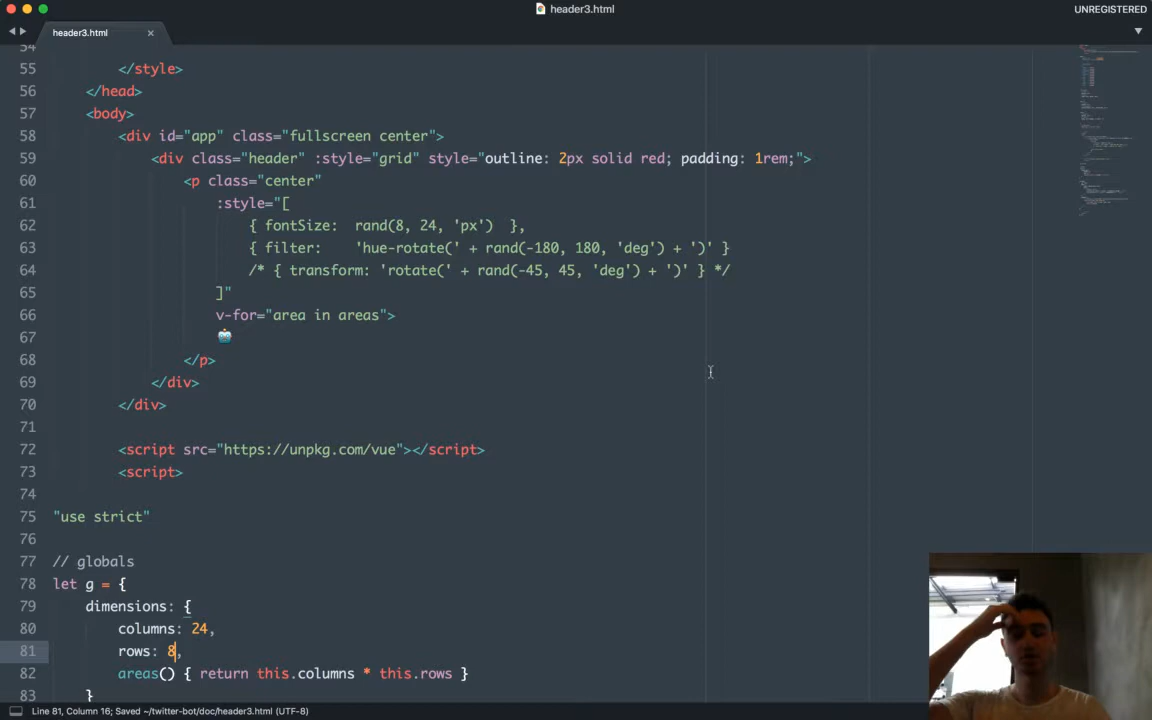 header3.html
UNREGISTERED
header3.html
54
55 </style>
56 </head>
57 <body>
58 <div id="app" class="fullscreen center">
59 <div class="header" :style="grid" style="outline: 2px solid red; padding: 1rem;">
60 <p class="center"
61 :style="[
62 { fontSize: rand(8, 24, 'px') },
63 { filter: 'hue-rotate(' + rand(-180, 180, 'deg') + ')' }
64 /* { transform: 'rotate(' + rand(-45, 45, 'deg') + ')' } */
65 ]"
66 v-for="area in areas">
67 🤖
68 </p>
69 </div>
70 </div>
71
72 <script src="https://unpkg.com/vue"></script>
73 <script>
74
75 "use strict"
76
77 // globals
78 let g = {
79 dimensions: {
80 columns: 24,
81 rows: 8,
82 areas() { return this.columns * this.rows }
83 }
Line 81, Column 16; Saved ~/twitter-bot/doc/header3.html (UTF-8)